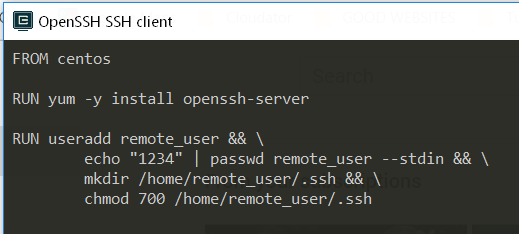 OpenSSH SSH client
Search
FROM centos
RUN yum -y install openssh-server
RUN useradd remote_user && \
echo "1234" | passwd remote_user --stdin && \
mkdir /home/remote_user/.ssh && \
chmod 700 /home/remote_user/.ssh